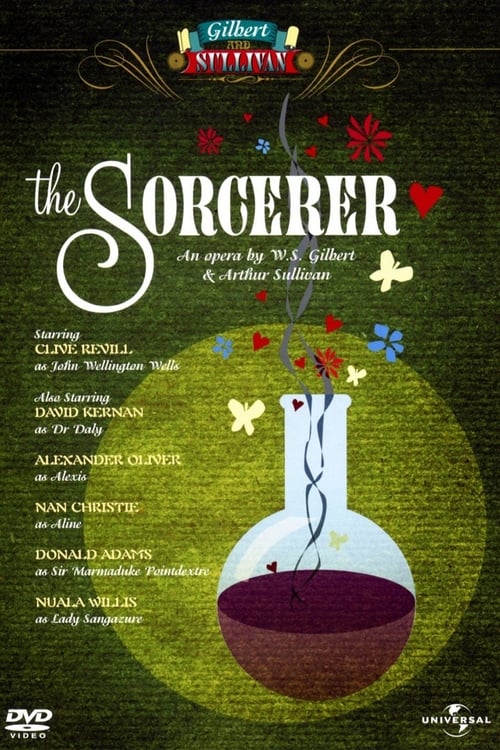 Gilbert
AND
SULLIVAN
the SORCERER
An opera by W.S. Gilbert
& Arthur Sullivan
Starring
CLIVE REVILL
as John Wellington Wells
Also Starring
DAVID KERNAN
as Dr Daly
ALEXANDER OLIVER
as Alexis
NAN CHRISTIE
as Aline
DONALD ADAMS
as Sir Marmaduke Pointdextre
NUALA WILLIS
as Lady Sangazure
DVD
VIDEO
UNIVERSAL